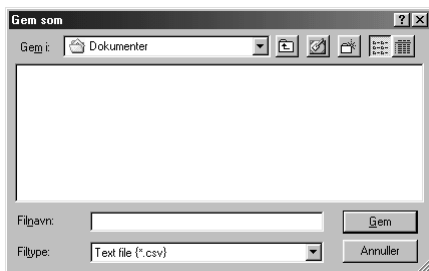 Gem som
Gem i: Dokumenter
Filnavn: Gem
Filtype: Text file {*.csv} Annuller